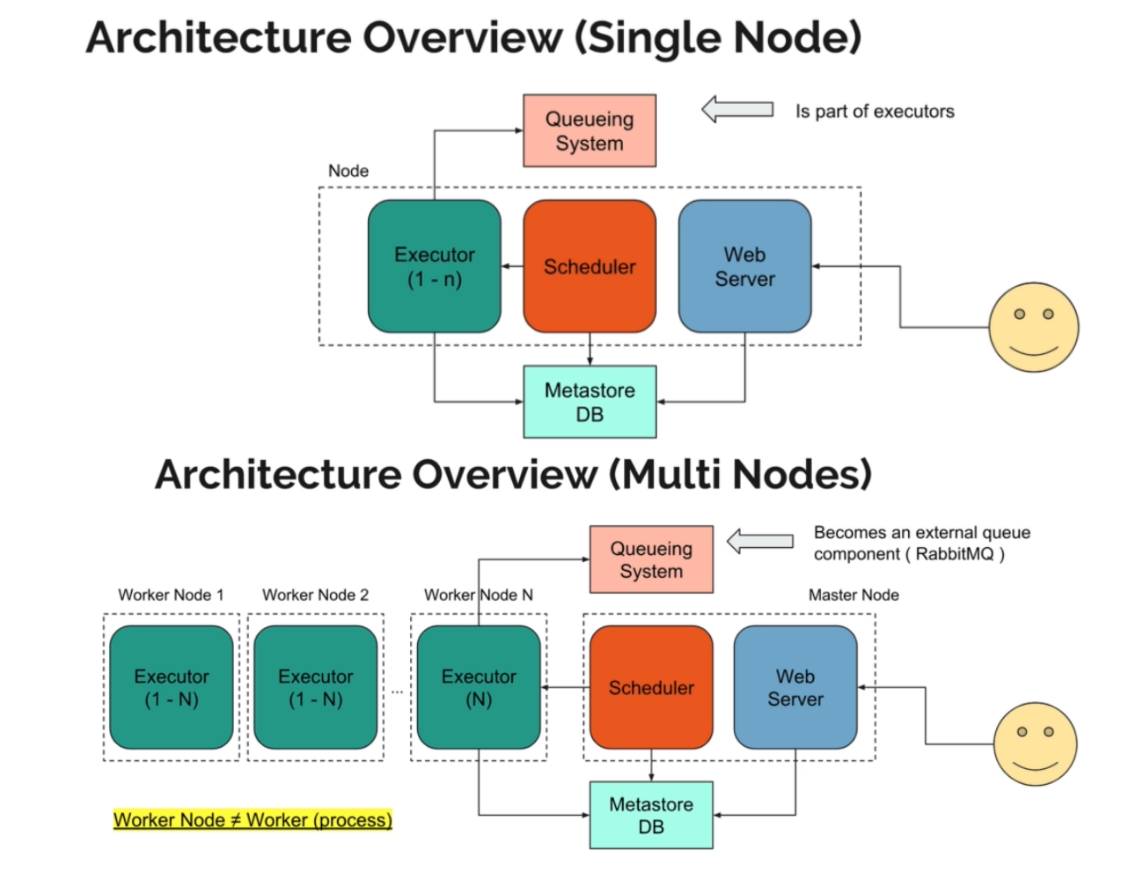 Architecture Overview (Single Node)
Queueing
System
Is part of executors
Node
Executor
(1 - n)
Scheduler
Web
Server
Metastore
DB
Architecture Overview (Multi Nodes)
Queueing
System
Becomes an external queue
component ( RabbitMQ )
Worker Node 1
Worker Node 2
Worker Node N
Master Node
Executor
(1 - N)
Executor
(1 - N)
...
Executor
(N)
Scheduler
Web
Server
Metastore
DB
Worker Node ≠ Worker (process)